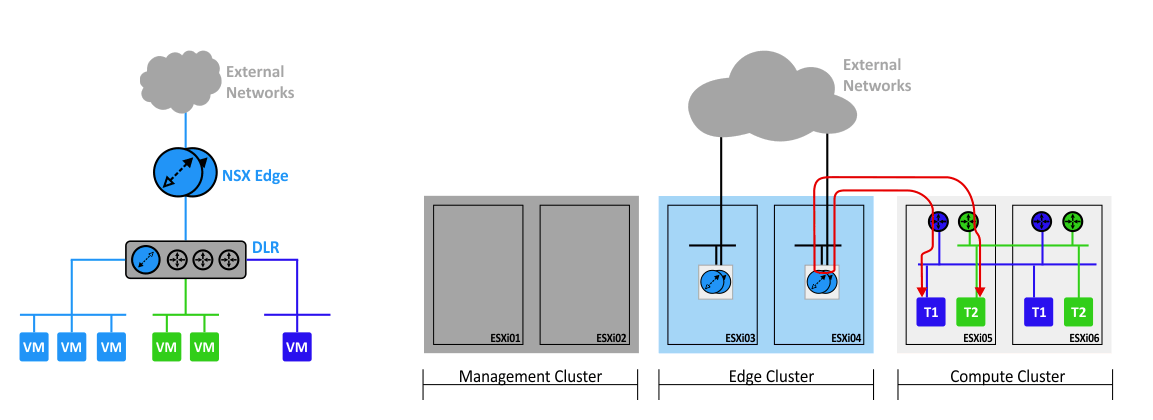 External
Networks
NSX Edge
DLR
VM VM VM VM VM VM
External
Networks
ESXi01 ESXi02 ESXi03 ESXi04 ESXi05 ESXi06
T1 T2 T1 T2
Management Cluster Edge Cluster Compute Cluster